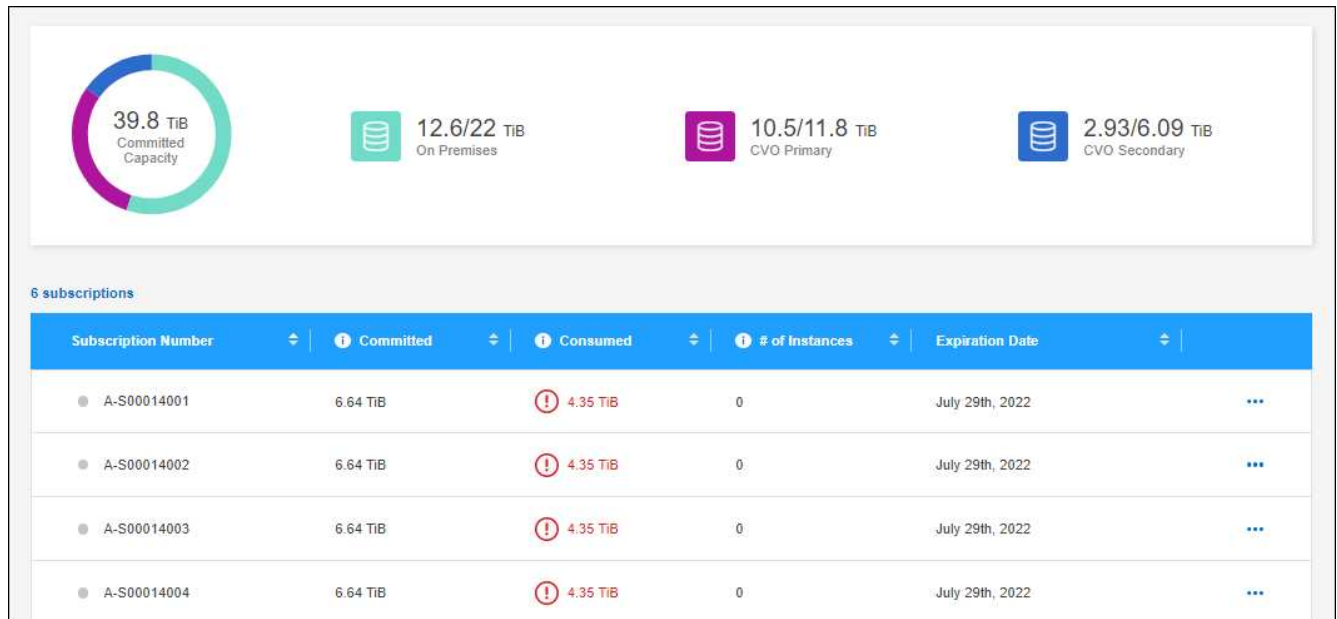 39.8 TiB
Committed
Capacity
12.6/22 TiB
On Premises
10.5/11.8 TiB
CVO Primary
2.93/6.09 TiB
CVO Secondary
6 subscriptions
Subscription Number Committed Consumed # of Instances Expiration Date
A-S00014001 6.64 TiB 4.35 TiB 0 July 29th, 2022
A-S00014002 6.64 TiB 4.35 TiB 0 July 29th, 2022
A-S00014003 6.64 TiB 4.35 TiB 0 July 29th, 2022
A-S00014004 6.64 TiB 4.35 TiB 0 July 29th, 2022